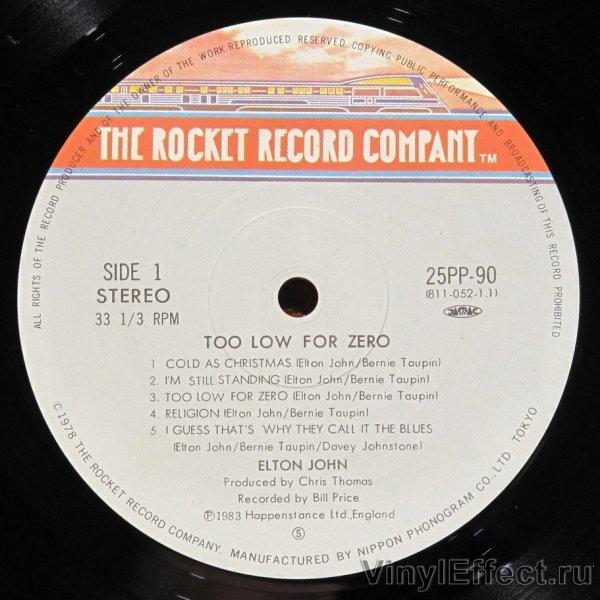 ALL RIGHTS OF THE RECORD PRODUCER AND OF THE OWNER OF THE WORK REPRODUCED RESERVED. COPYING, PUBLIC PERFORMANCE AND BROADCASTING OF THIS RECORD PROHIBITED
THE ROCKET RECORD COMPANY TM
SIDE 1
STEREO
33 1/3 RPM
25PP-90
(811-052-1.1)
JASRAC
TOO LOW FOR ZERO
1 COLD AS CHRISTMAS (Elton John/Bernie Taupin)
2. I'M STILL STANDING (Elton John/Bernie Taupin)
3. TOO LOW FOR ZERO (Elton John/Bernie Taupin)
4. RELIGION (Elton John/Bernie Taupin)
5. I GUESS THAT'S WHY THEY CALL IT THE BLUES
(Elton John/Bernie Taupin/Davey Johnstone)
ELTON JOHN
Produced by Chris Thomas
Recorded by Bill Price
℗1983 Happenstance Ltd.,England
⑤
©1978 THE ROCKET RECORD COMPANY. MANUFACTURED BY NIPPON PHONOGRAM CO., LTD TOKYO
VinylEffect.ru